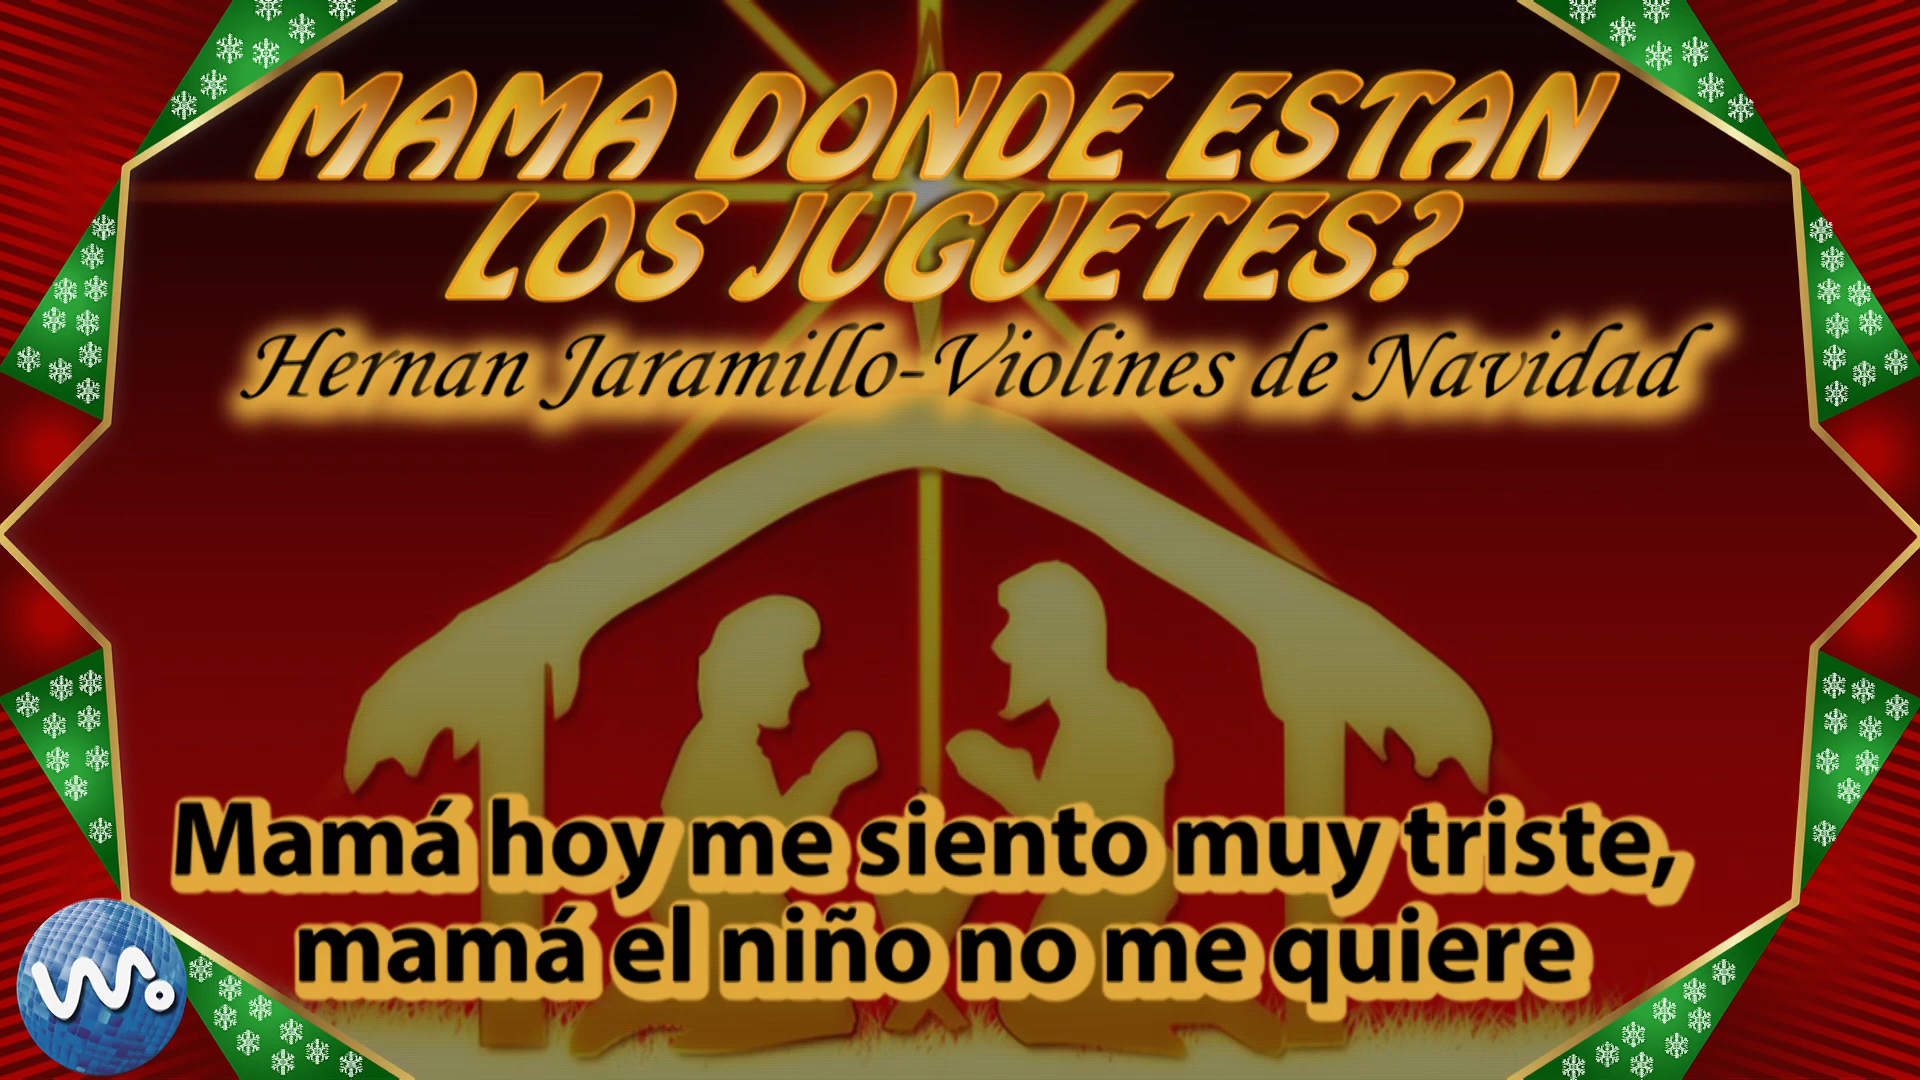 MAMA DONDE ESTAN
LOS JUGUETES?
Hernan Jaramillo-Violines de Navidad
Mamá hoy me siento muy triste,
mamá el niño no me quiere